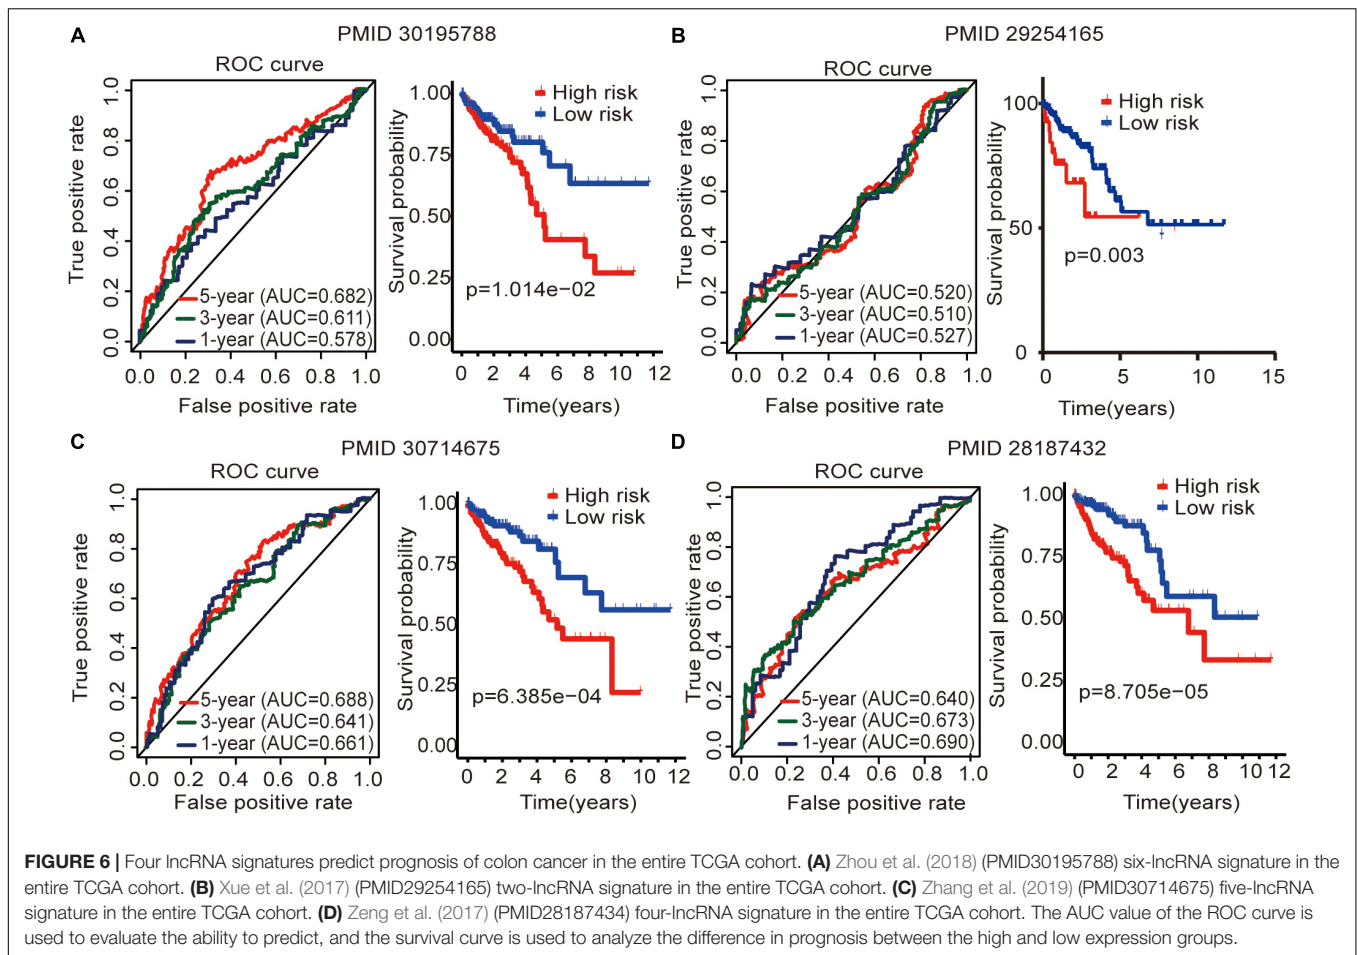 A
PMID 30195788
ROC curve
True positive rate
0.0 0.2 0.4 0.6 0.8 1.0
5-year (AUC=0.682)
3-year (AUC=0.611)
1-year (AUC=0.578)
0.0 0.2 0.4 0.6 0.8 1.0
False positive rate
Survival probability
1.00
0.75
0.50
0.25
0.00
High risk
Low risk
p=1.014e−02
0 1 2 3 4 5 6 7 8 9 10 12
Time(years)
B
PMID 29254165
ROC curve
True positive rate
0.0 0.2 0.4 0.6 0.8 1.0
5-year (AUC=0.520)
3-year (AUC=0.510)
1-year (AUC=0.527)
0.0 0.2 0.4 0.6 0.8 1.0
False positive rate
Survival probability
100
50
0
High risk
Low risk
p=0.003
0 5 10 15
Time(years)
C
PMID 30714675
ROC curve
True positive rate
0.0 0.2 0.4 0.6 0.8 1.0
5-year (AUC=0.688)
3-year (AUC=0.641)
1-year (AUC=0.661)
0.0 0.2 0.4 0.6 0.8 1.0
False positive rate
Survival probability
1.00
0.75
0.50
0.25
0.00
High risk
Low risk
p=6.385e−04
0 2 4 6 8 10 12
Time(years)
D
PMID 28187432
ROC curve
True positive rate
0.0 0.2 0.4 0.6 0.8 1.0
5-year (AUC=0.640)
3-year (AUC=0.673)
1-year (AUC=0.690)
0.0 0.2 0.4 0.6 0.8 1.0
False positive rate
Survival probability
1.00
0.75
0.50
0.25
0.00
High risk
Low risk
p=8.705e−05
0 2 4 6 8 10 12
Time(years)
FIGURE 6 | Four lncRNA signatures predict prognosis of colon cancer in the entire TCGA cohort. (A) Zhou et al. (2018) (PMID30195788) six-lncRNA signature in the
entire TCGA cohort. (B) Xue et al. (2017) (PMID29254165) two-lncRNA signature in the entire TCGA cohort. (C) Zhang et al. (2019) (PMID30714675) five-lncRNA
signature in the entire TCGA cohort. (D) Zeng et al. (2017) (PMID28187434) four-lncRNA signature in the entire TCGA cohort. The AUC value of the ROC curve is
used to evaluate the ability to predict, and the survival curve is used to analyze the difference in prognosis between the high and low expression groups.